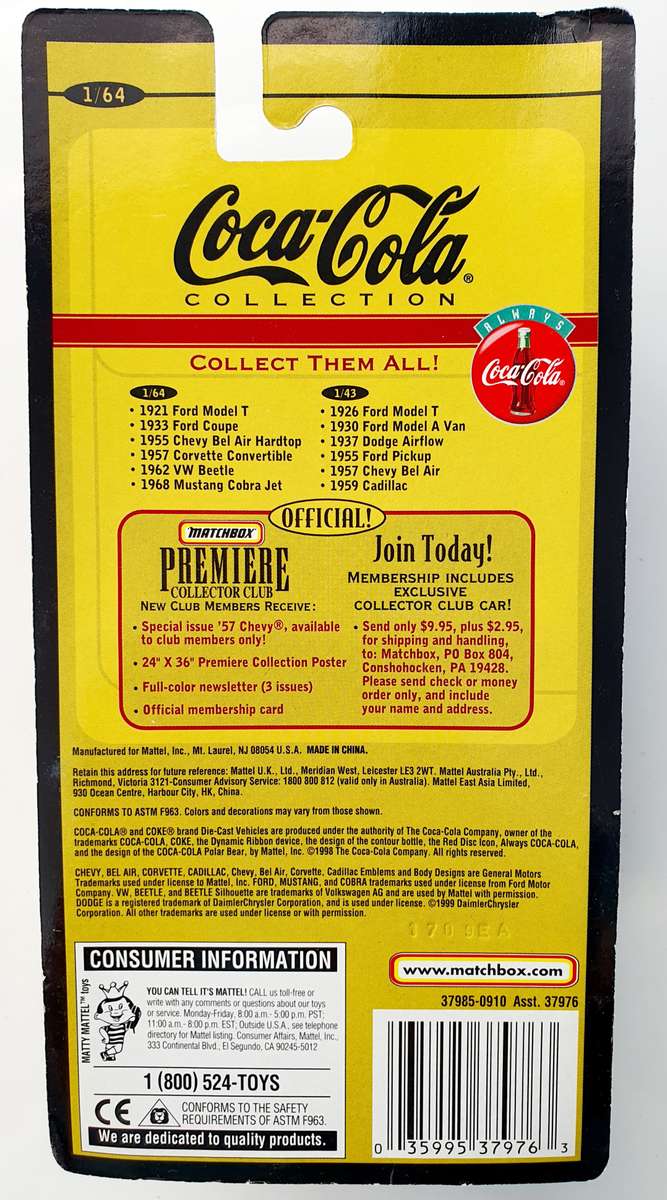 1/64
Coca-Cola®
COLLECTION
ALWAYS
Coca-Cola®
COLLECT THEM ALL!
1/64
• 1921 Ford Model T
• 1933 Ford Coupe
• 1955 Chevy Bel Air Hardtop
• 1957 Corvette Convertible
• 1962 VW Beetle
• 1968 Mustang Cobra Jet
1/43
• 1926 Ford Model T
• 1930 Ford Model A Van
• 1937 Dodge Airflow
• 1955 Ford Pickup
• 1957 Chevy Bel Air
• 1959 Cadillac
OFFICIAL!
MATCHBOX
PREMIERE
COLLECTOR CLUB
NEW CLUB MEMBERS RECEIVE:
• Special issue '57 Chevy®, available
to club members only!
• 24" X 36" Premiere Collection Poster
• Full-color newsletter (3 issues)
• Official membership card
Join Today!
MEMBERSHIP INCLUDES
EXCLUSIVE
COLLECTOR CLUB CAR!
• Send only $9.95, plus $2.95,
for shipping and handling,
to: Matchbox, PO Box 804,
Conshohocken, PA 19428.
Please send check or money
order only, and include
your name and address.
Manufactured for Mattel, Inc., Mt. Laurel, NJ 08054 U.S.A. MADE IN CHINA.
Retain this address for future reference: Mattel U.K., Ltd., Meridian West, Leicester LE3 2WT. Mattel Australia Pty., Ltd.,
Richmond, Victoria 3121-Consumer Advisory Service: 1800 800 812 (valid only in Australia). Mattel East Asia Limited,
930 Ocean Centre, Harbour City, HK, China.
CONFORMS TO ASTM F963. Colors and decorations may vary from those shown.
COCA-COLA® and COKE® brand Die-Cast Vehicles are produced under the authority of The Coca-Cola Company, owner of the
trademarks COCA-COLA, COKE, the Dynamic Ribbon device, the design of the contour bottle, the Red Disc Icon, Always COCA-COLA,
and the design of the COCA-COLA Polar Bear, by Mattel, Inc. ©1998 The Coca-Cola Company. All rights reserved.
CHEVY, BEL AIR, CORVETTE, CADILLAC, Chevy, Bel Air, Corvette, Cadillac Emblems and Body Designs are General Motors
Trademarks used under license to Mattel, Inc. FORD, MUSTANG, and COBRA trademarks used under license from Ford Motor
Company. VW, BEETLE, and BEETLE Silhouette are trademarks of Volkswagen AG and are used by Mattel with permission.
DODGE is a registered trademark of DaimlerChrysler Corporation, and is used under license. ©1999 DaimlerChrysler
Corporation. All other trademarks are used under license or with permission.
1709EA
CONSUMER INFORMATION
MATTY MATTEL™ toys
YOU CAN TELL IT'S MATTEL! CALL us toll-free or
write with any comments or questions about our toys
or service. Monday-Friday, 8:00 a.m.- 5:00 p.m. PST;
11:00 a.m.- 8:00 p.m. EST; Outside U.S.A., see telephone
directory for Mattel listing. Consumer Affairs, Mattel, Inc.,
333 Continental Blvd., El Segundo, CA 90245-5012
1 (800) 524-TOYS
CE
CONFORMS TO THE SAFETY
REQUIREMENTS OF ASTM F963.
We are dedicated to quality products.
www.matchbox.com
37985-0910 Asst. 37976
0 35995 37976 3